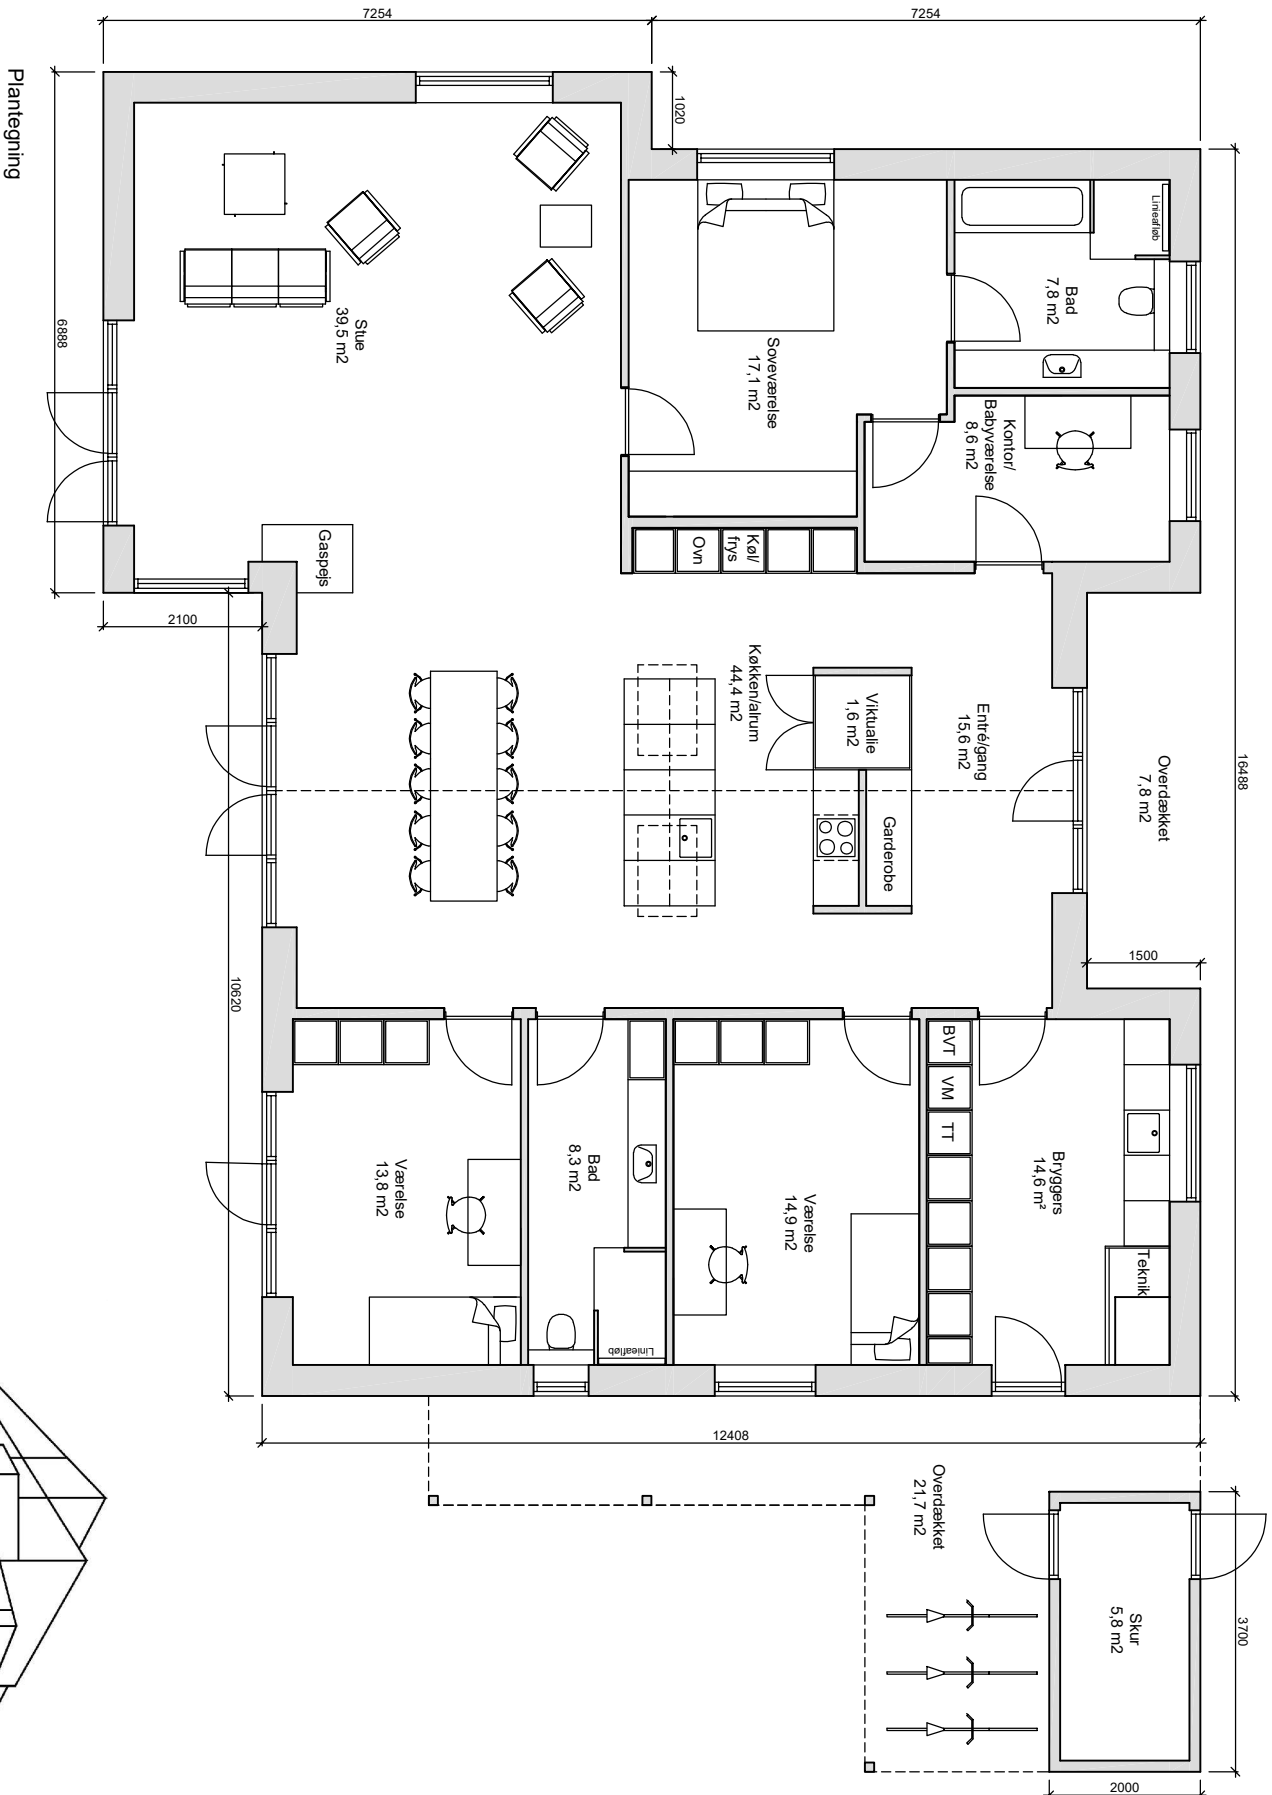 Plantegning
7254
7254
1020
6888
2100
10620
16488
1500
12408
3700
2000
Linieafløb
Bad
7,8 m2
Kontor/
Babyværelse
8,6 m2
Soveværelse
17,1 m2
Stue
39,5 m2
Gaspejs
Køl/
frys
Ovn
Overdækket
7,8 m2
Entré/gang
15,6 m2
Viktualie
1,6 m2
Garderobe
Køkken/alrum
44,4 m2
BVT
VM
TT
Bryggers
14,6 m²
Teknik
Værelse
14,9 m2
Bad
8,3 m2
Linieafløb
Værelse
13,8 m2
Overdækket
21,7 m2
Skur
5,8 m2